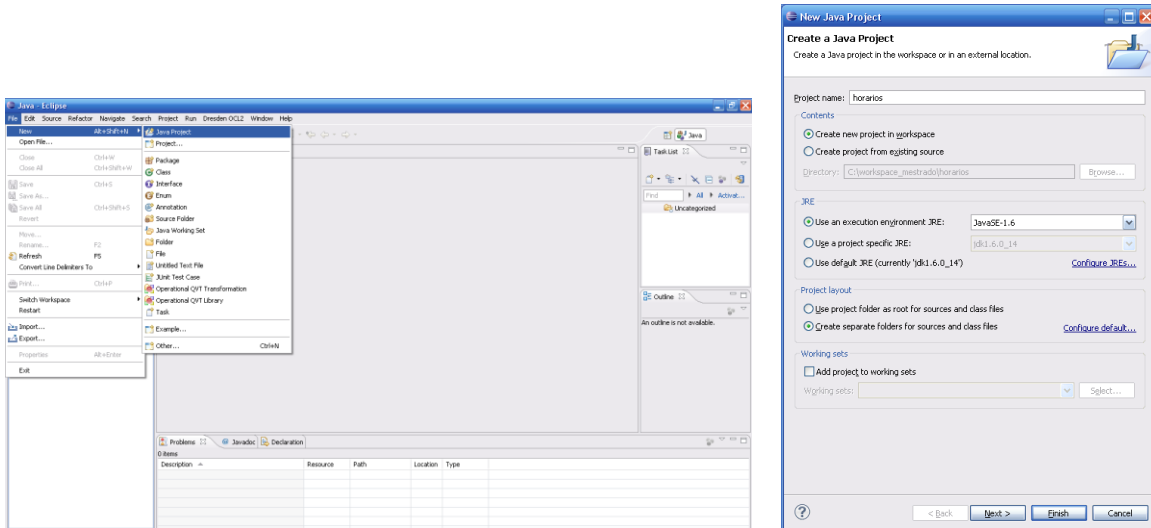 Java - Eclipse
File Edit Source Refactor Navigate Search Project Run Dresden OCL2 Window Help
New Alt+Shift+N
Open File...
Close Ctrl+W
Close All Ctrl+Shift+W
Save Ctrl+S
Save As...
Save All Ctrl+Shift+S
Revert
Move...
Rename... F2
Refresh F5
Convert Line Delimiters To
Print... Ctrl+P
Switch Workspace
Restart
Import...
Export...
Properties Alt+Enter
Exit
Java Project
Project...
Package
Class
Interface
Enum
Annotation
Source Folder
Java Working Set
Folder
File
Untitled Text File
JUnit Test Case
Operational QVT Transformation
Operational QVT Library
Task
Example...
Other... Ctrl+N
Java
Task List
Find All Activat...
Uncategorized
Outline
An outline is not available.
Problems Javadoc Declaration
0 items
Description Resource Path Location Type
New Java Project
Create a Java Project
Create a Java project in the workspace or in an external location.
Project name: horarios
Contents
Create new project in workspace
Create project from existing source
Directory: C:\workspace_mestrado\horarios Browse...
JRE
Use an execution environment JRE: JavaSE-1.6
Use a project specific JRE: jdk1.6.0_14
Use default JRE (currently 'jdk1.6.0_14') Configure JREs...
Project layout
Use project folder as root for sources and class files
Create separate folders for sources and class files Configure default...
Working sets
Add project to working sets
Working sets: Select...
? < Back Next > Finish Cancel